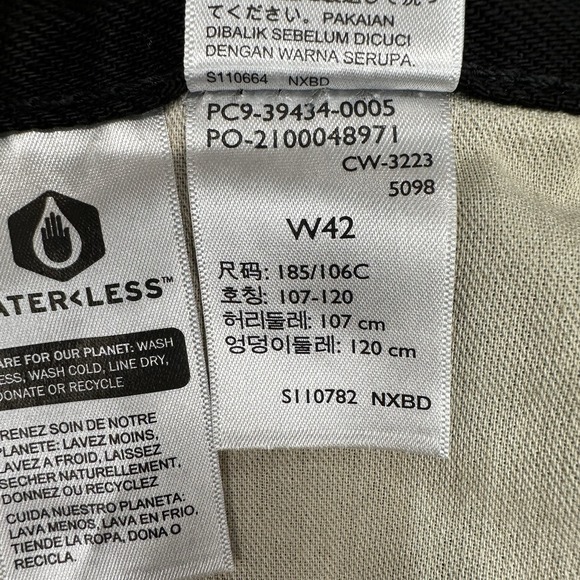 てください。PAKAIAN
DIBALIK SEBELUM DICUCI
DENGAN WARNA SERUPA.
S110664 NXBD
PC9-39434-0005
PO-2100048971
CW-3223
5098
W42
尺码: 185/106C
호칭: 107-120
허리둘레: 107 cm
엉덩이둘레: 120 cm
S110782 NXBD
ATER<LESS™
ARE FOR OUR PLANET: WASH
ESS, WASH COLD, LINE DRY,
DONATE OR RECYCLE
RENEZ SOIN DE NOTRE
PLANETE: LAVEZ MOINS,
AVEZ A FROID, LAISSEZ
SECHER NATURELLEMENT,
DONNEZ OU RECYCLEZ
CUIDA NUESTRO PLANETA:
LAVA MENOS, LAVA EN FRIO.
TIENDE LA ROPA, DONA O
RECICLA.